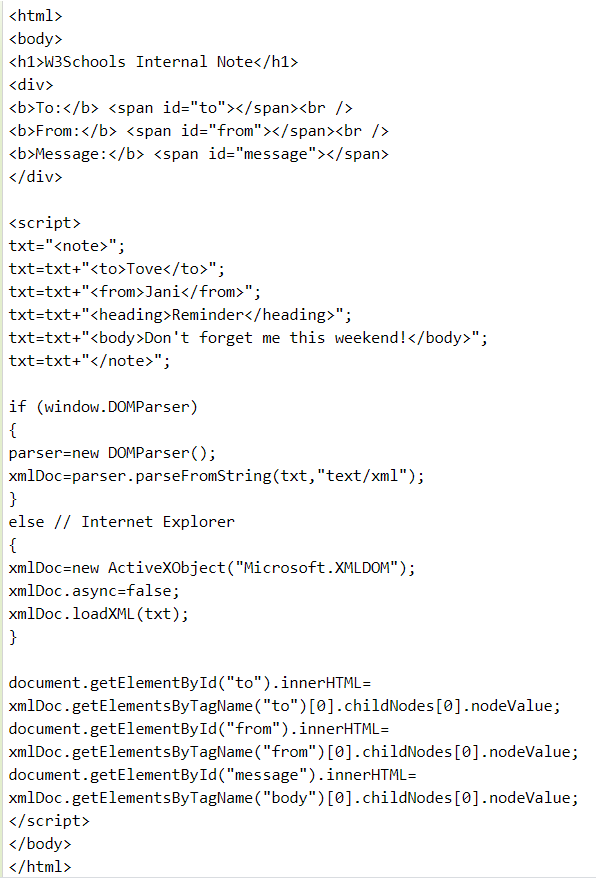 <html>
<body>
<h1>W3Schools Internal Note</h1>
<div>
<b>To:</b> <span id="to"></span><br />
<b>From:</b> <span id="from"></span><br />
<b>Message:</b> <span id="message"></span>
</div>

<script>
txt="<note>";
txt=txt+"<to>Tove</to>";
txt=txt+"<from>Jani</from>";
txt=txt+"<heading>Reminder</heading>";
txt=txt+"<body>Don't forget me this weekend!</body>";
txt=txt+"</note>";

if (window.DOMParser)
{
parser=new DOMParser();
xmlDoc=parser.parseFromString(txt,"text/xml");
}
else // Internet Explorer
{
xmlDoc=new ActiveXObject("Microsoft.XMLDOM");
xmlDoc.async=false;
xmlDoc.loadXML(txt);
}

document.getElementById("to").innerHTML=
xmlDoc.getElementsByTagName("to")[0].childNodes[0].nodeValue;
document.getElementById("from").innerHTML=
xmlDoc.getElementsByTagName("from")[0].childNodes[0].nodeValue;
document.getElementById("message").innerHTML=
xmlDoc.getElementsByTagName("body")[0].childNodes[0].nodeValue;
</script>
</body>
</html>